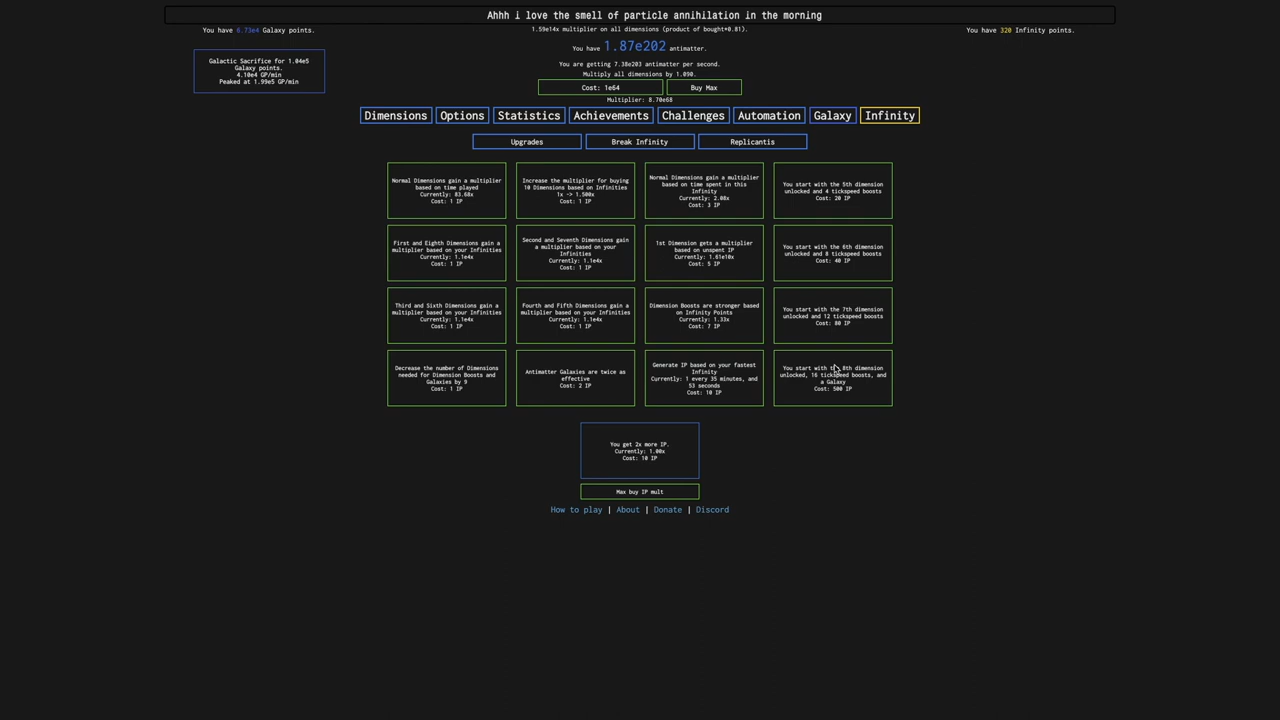 Ahhh i love the smell of particle annihilation in the morning
You have 6.73e4 Galaxy points.
1.59e14x multiplier on all dimensions (product of bought*0.81).
You have 320 Infinity points.
You have 1.87e202 antimatter.
Galactic Sacrifice for 1.04e5
Galaxy points.
4.10e4 GP/min
Peaked at 1.99e5 GP/min
You are getting 7.38e203 antimatter per second.
Multiply all dimensions by 1.090.
Cost: 1e64
Buy Max
Multiplier: 8.70e68
Dimensions
Options
Statistics
Achievements
Challenges
Automation
Galaxy
Infinity
Upgrades
Break Infinity
Replicantis
Normal Dimensions gain a multiplier
based on time played
Currently: 83.68x
Cost: 1 IP
Increase the multiplier for buying
10 Dimensions based on Infinities
1x -> 1.500x
Cost: 1 IP
Normal Dimensions gain a multiplier
based on time spent in this
Infinity
Currently: 2.08x
Cost: 3 IP
You start with the 5th dimension
unlocked and 4 tickspeed boosts
Cost: 20 IP
First and Eighth Dimensions gain a
multiplier based on your Infinities
Currently: 1.1e4x
Cost: 1 IP
Second and Seventh Dimensions gain
a multiplier based on your
Infinities
Currently: 1.1e4x
Cost: 1 IP
1st Dimension gets a multiplier
based on unspent IP
Currently: 1.61e10x
Cost: 5 IP
You start with the 6th dimension
unlocked and 8 tickspeed boosts
Cost: 40 IP
Third and Sixth Dimensions gain a
multiplier based on your Infinities
Currently: 1.1e4x
Cost: 1 IP
Fourth and Fifth Dimensions gain a
multiplier based on your Infinities
Currently: 1.1e4x
Cost: 1 IP
Dimension Boosts are stronger based
on Infinity Points
Currently: 1.33x
Cost: 7 IP
You start with the 7th dimension
unlocked and 12 tickspeed boosts
Cost: 80 IP
Decrease the number of Dimensions
needed for Dimension Boosts and
Galaxies by 9
Cost: 1 IP
Antimatter Galaxies are twice as
effective
Cost: 2 IP
Generate IP based on your fastest
Infinity
Currently: 1 every 35 minutes, and
53 seconds
Cost: 10 IP
You start with the 8th dimension
unlocked, 16 tickspeed boosts, and
a Galaxy
Cost: 500 IP
You get 2x more IP.
Currently: 1.00x
Cost: 10 IP
Max buy IP mult
How to play | About | Donate | Discord